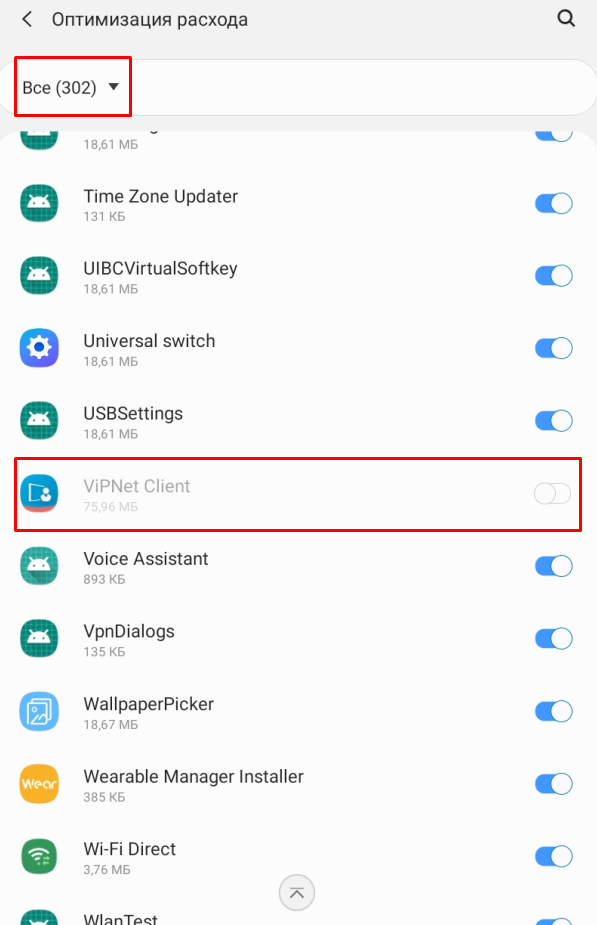 Оптимизация расхода
Все (302)
18,61 МБ
Time Zone Updater
131 КБ
UIBCVirtualSoftkey
18,61 МБ
Universal switch
18,61 МБ
USBSettings
18,61 МБ
ViPNet Client
75,96 МБ
Voice Assistant
893 КБ
VpnDialogs
135 КБ
WallpaperPicker
18,67 МБ
Wear
Wearable Manager Installer
385 КБ
Wi-Fi Direct
3,76 МБ
WlanTest